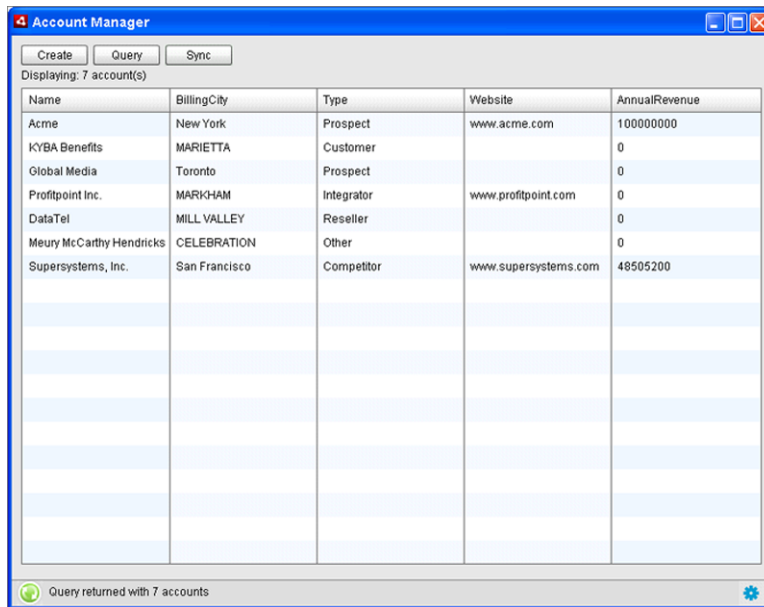 Account Manager
Create Query Sync
Displaying: 7 account(s)
Name BillingCity Type Website AnnualRevenue
Acme New York Prospect www.acme.com 100000000
KYBA Benefits MARIETTA Customer 0
Global Media Toronto Prospect 0
Profitpoint Inc. MARKHAM Integrator www.profitpoint.com 0
DataTel MILL VALLEY Reseller 0
Meury McCarthy Hendricks CELEBRATION Other 0
Supersystems, Inc. San Francisco Competitor www.supersystems.com 48505200
Query returned with 7 accounts